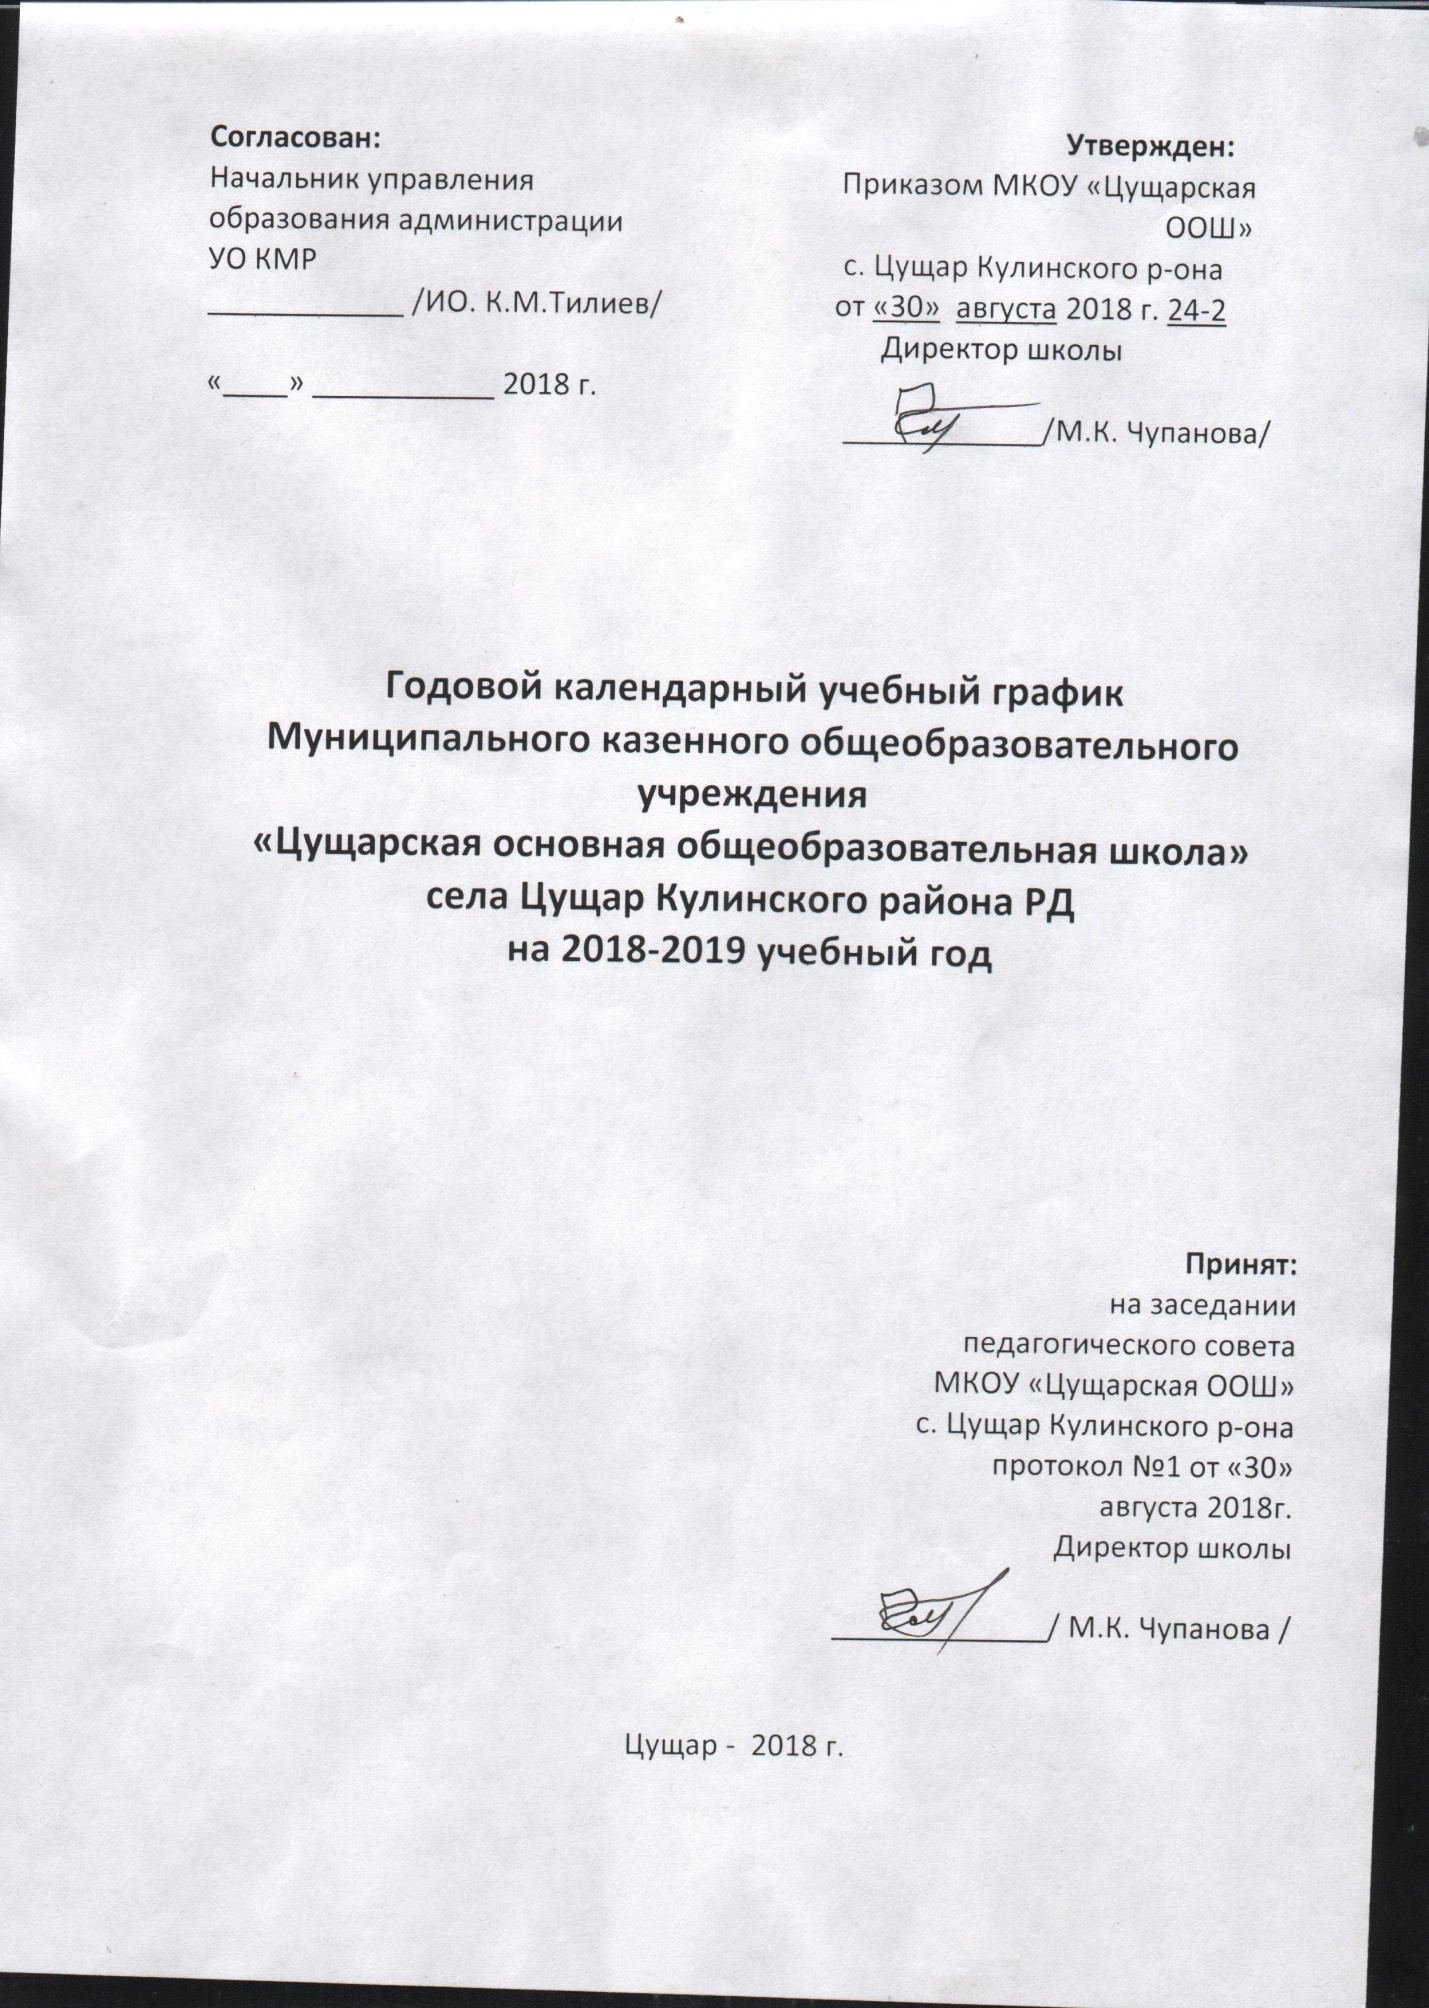 Согласован:
Начальник управления
образования администрации
УО КМР
____________ /ИО. К.М.Тилиев/
«____» ___________ 2018 г.
Утвержден:
Приказом МКОУ «Цущарская
ООШ»
с. Цущар Кулинского р-она
от «30» августа 2018 г. 24-2
Директор школы
____________/М.К. Чупанова/
Годовой календарный учебный график
Муниципального казенного общеобразовательного
учреждения
«Цущарская основная общеобразовательная школа»
села Цущар Кулинского района РД
на 2018-2019 учебный год
Принят:
на заседании
педагогического совета
МКОУ «Цущарская ООШ»
с. Цущар Кулинского р-она
протокол №1 от «30»
августа 2018г.
Директор школы
_____________/ М.К. Чупанова /
Цущар - 2018 г.